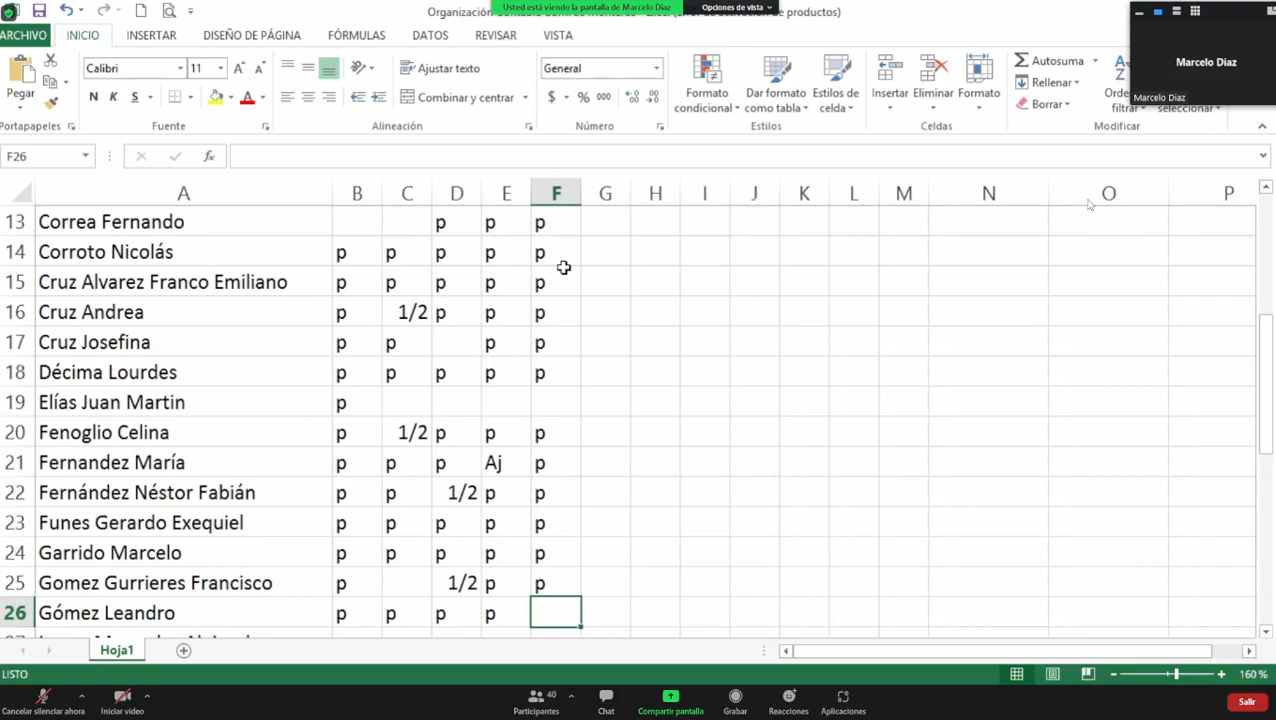 Usted está viendo la pantalla de Marcelo Diaz
Opciones de vista
ARCHIVO INICIO INSERTAR DISEÑO DE PÁGINA FÓRMULAS DATOS REVISAR VISTA
Marcelo Diaz
Marcelo Diaz
Calibri 11 Ajustar texto General Autosuma
Pegar N K S Combinar y centrar $ % 000 Rellenar
Borrar
Formato condicional
Dar formato como tabla
Estilos de celda
Insertar Eliminar Formato
Portapapeles Fuente Alineación Número Estilos Celdas Modificar
F26 fx
A B C D E F G H I J K L M N O P
13 Correa Fernando p p p
14 Corroto Nicolás p p p p p
15 Cruz Alvarez Franco Emiliano p p p p p
16 Cruz Andrea p 1/2 p p p
17 Cruz Josefina p p p p
18 Décima Lourdes p p p p p
19 Elías Juan Martin p
20 Fenoglio Celina p 1/2 p p p
21 Fernandez María p p p Aj p
22 Fernández Néstor Fabián p p 1/2 p p
23 Funes Gerardo Exequiel p p p p p
24 Garrido Marcelo p p p p p
25 Gomez Gurrieres Francisco p 1/2 p p
26 Gómez Leandro p p p p
Hoja1
LISTO 160 %
Cancelar silenciar ahora Iniciar video Participantes 40 Chat Compartir pantalla Grabar Reacciones Aplicaciones Salir